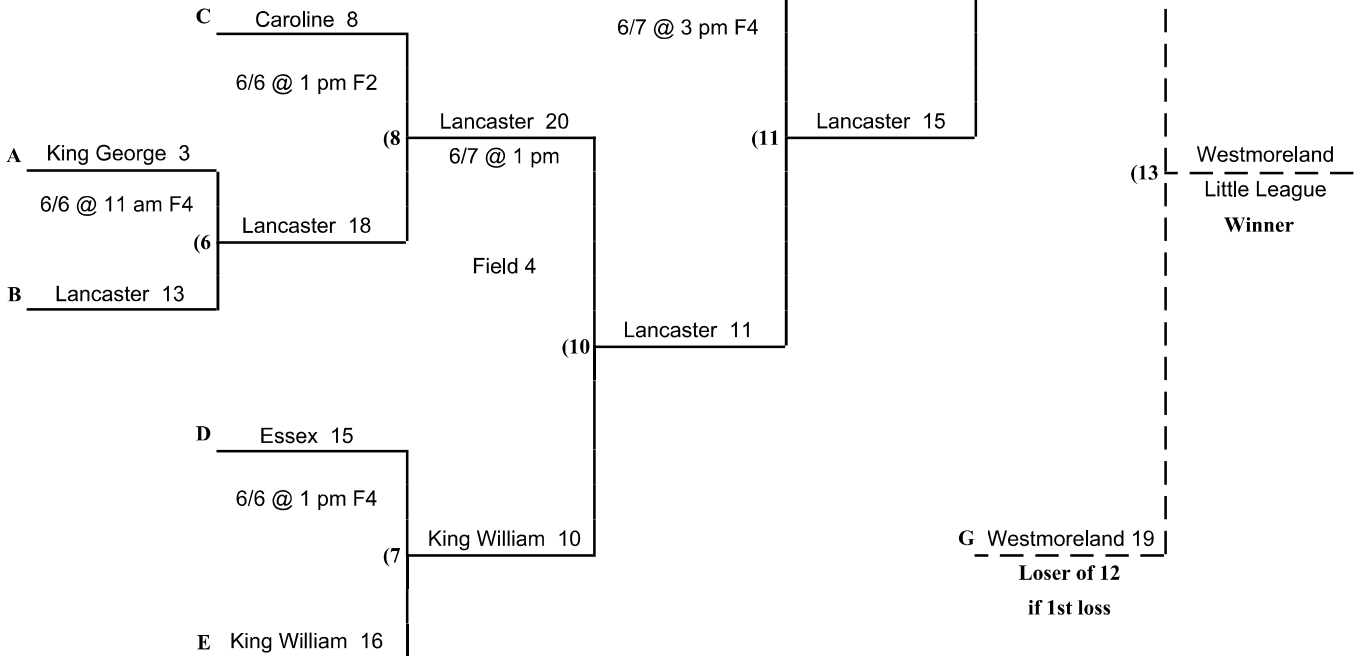 C Caroline 8
6/7 @ 3 pm F4
6/6 @ 1 pm F2
(8 Lancaster 20
(11 Lancaster 15
A King George 3
6/7 @ 1 pm
(13 Westmoreland
Little League
Winner
6/6 @ 11 am F4
(6 Lancaster 18
Field 4
B Lancaster 13
(10 Lancaster 11
D Essex 15
6/6 @ 1 pm F4
(7 King William 10
G Westmoreland 19
Loser of 12
if 1st loss
E King William 16